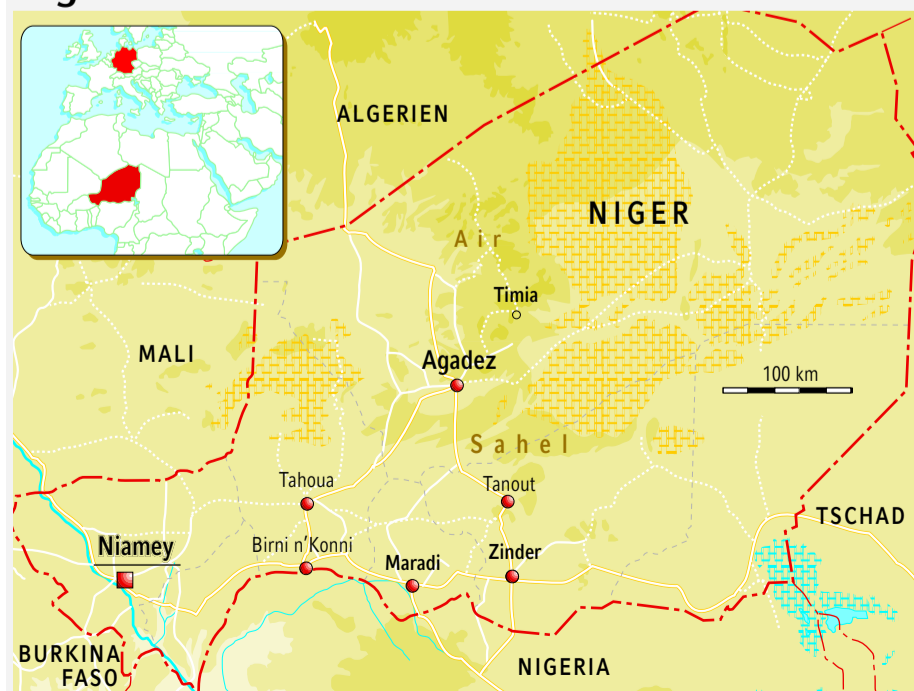 ALGERIEN
NIGER
Air
Timia
MALI
Agadez
100 km
Sahel
Tahoua
Tanout
TSCHAD
Niamey
Birni n’Konni
Maradi
Zinder
BURKINA
FASO
NIGERIA